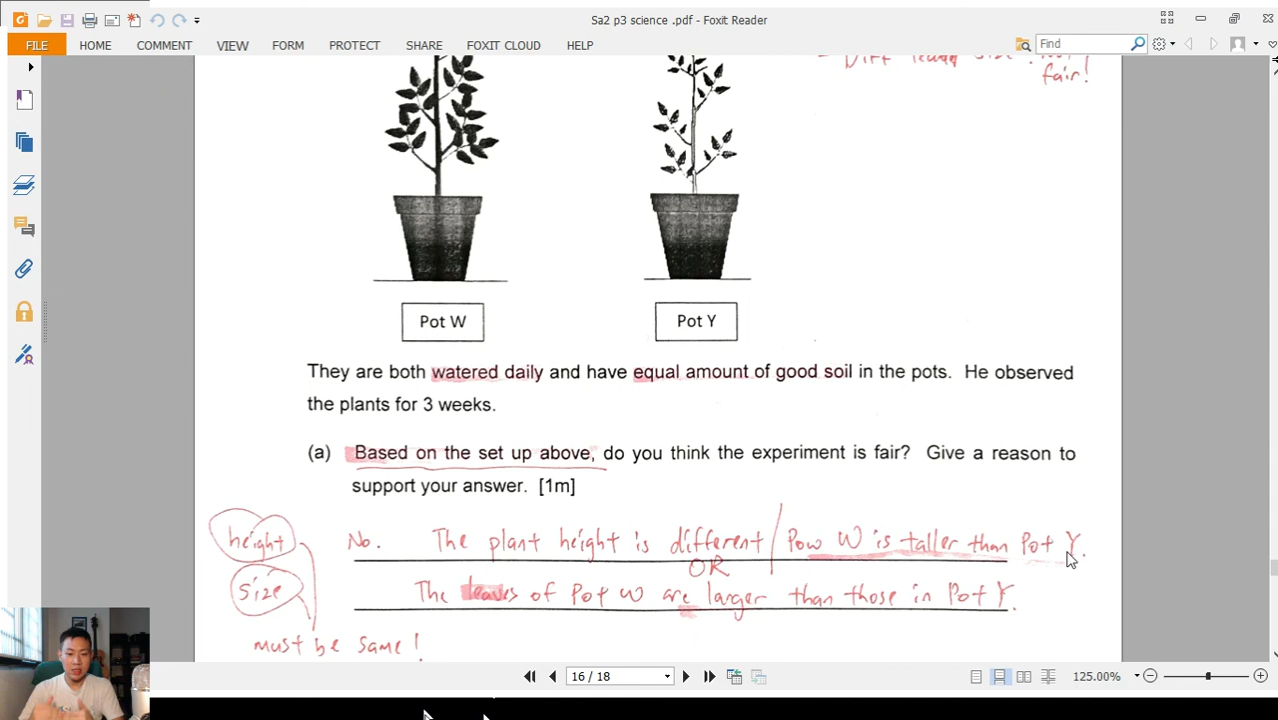 Sa2 p3 science .pdf - Foxit Reader
FILE HOME COMMENT VIEW FORM PROTECT SHARE FOXIT CLOUD HELP
Find
fair!
Pot W Pot Y
They are both watered daily and have equal amount of good soil in the pots. He observed
the plants for 3 weeks.
(a) Based on the set up above, do you think the experiment is fair? Give a reason to
support your answer. [1m]
height No. The plant height is different / Pow W is taller than Pot Y.
OR
size The leaves of Pot W are larger than those in Pot Y.
must be same !
16 / 18
125.00%